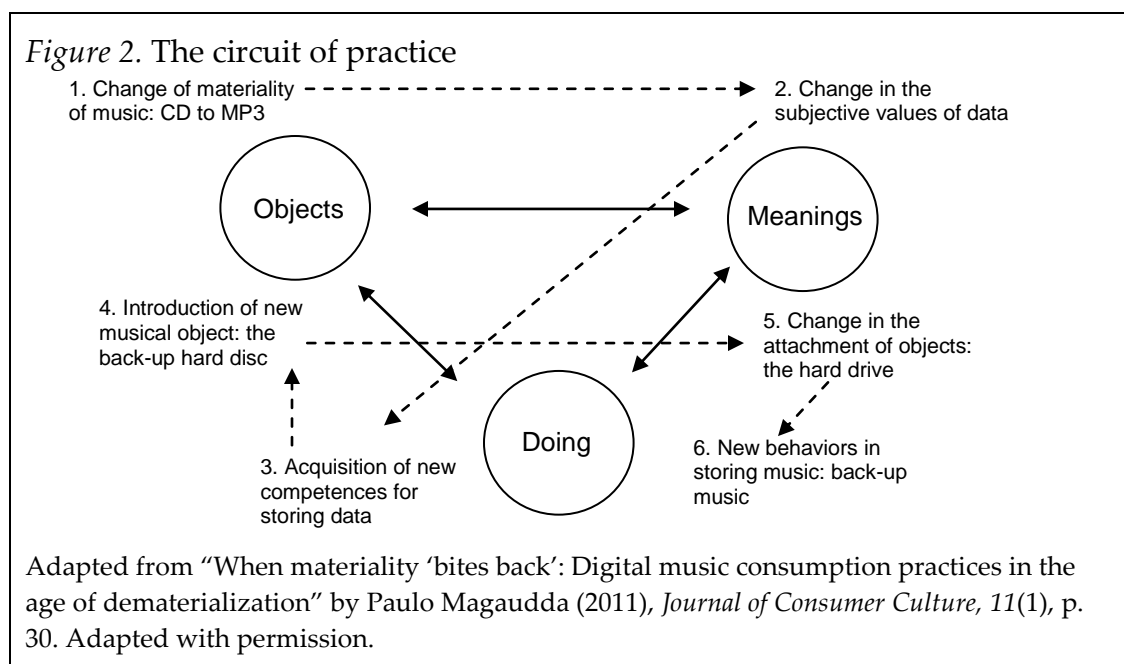 Figure 2. The circuit of practice
1. Change of materiality
of music: CD to MP3
2. Change in the
subjective values of data
Objects
Meanings
4. Introduction of new
musical object: the
back-up hard disc
5. Change in the
attachment of objects:
the hard drive
Doing
3. Acquisition of new
competences for
storing data
6. New behaviors in
storing music: back-up
music
Adapted from “When materiality ‘bites back’: Digital music consumption practices in the
age of dematerialization” by Paulo Magaudda (2011), Journal of Consumer Culture, 11(1), p.
30. Adapted with permission.